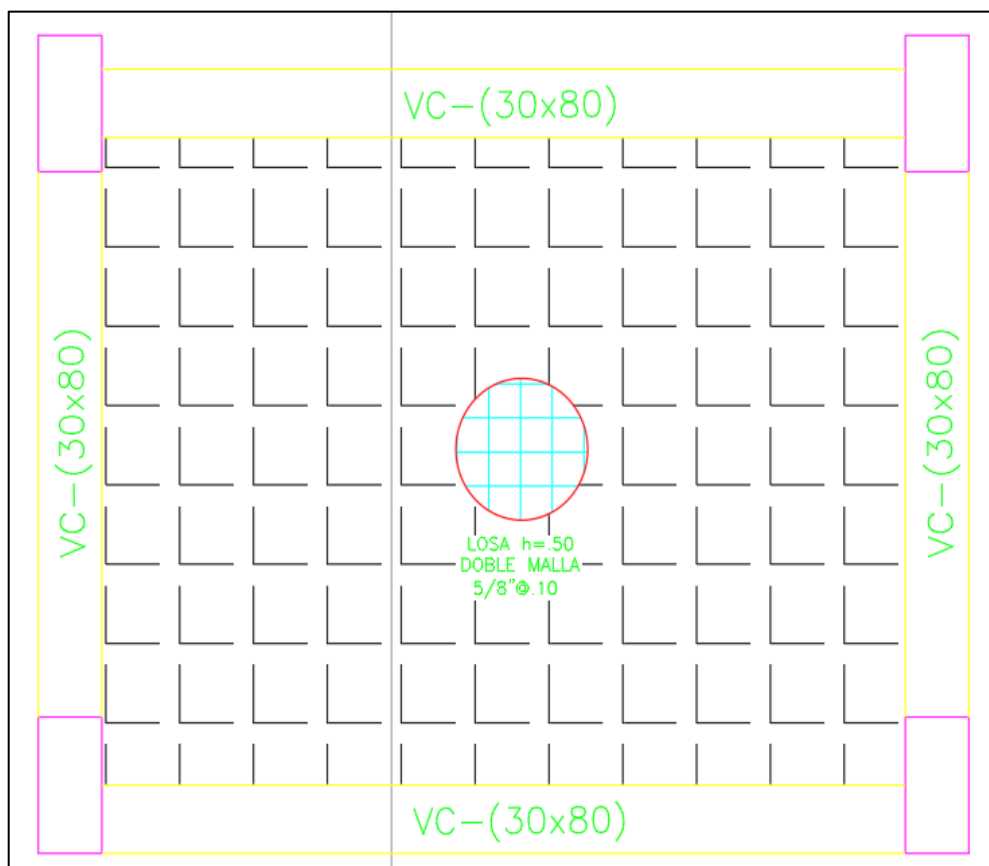 VC-(30x80)
VC-(30x80)
VC-(30x80)
LOSA h=.50
DOBLE MALLA
5/8"@.10
VC-(30x80)